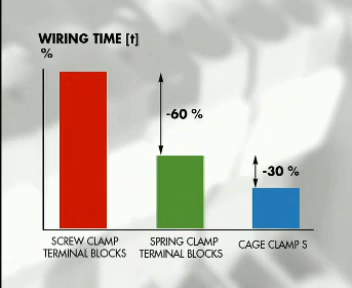 WIRING TIME [t]
%
-60 %
-30 %
SCREW CLAMP
TERMINAL BLOCKS
SPRING CLAMP
TERMINAL BLOCKS
CAGE CLAMP S